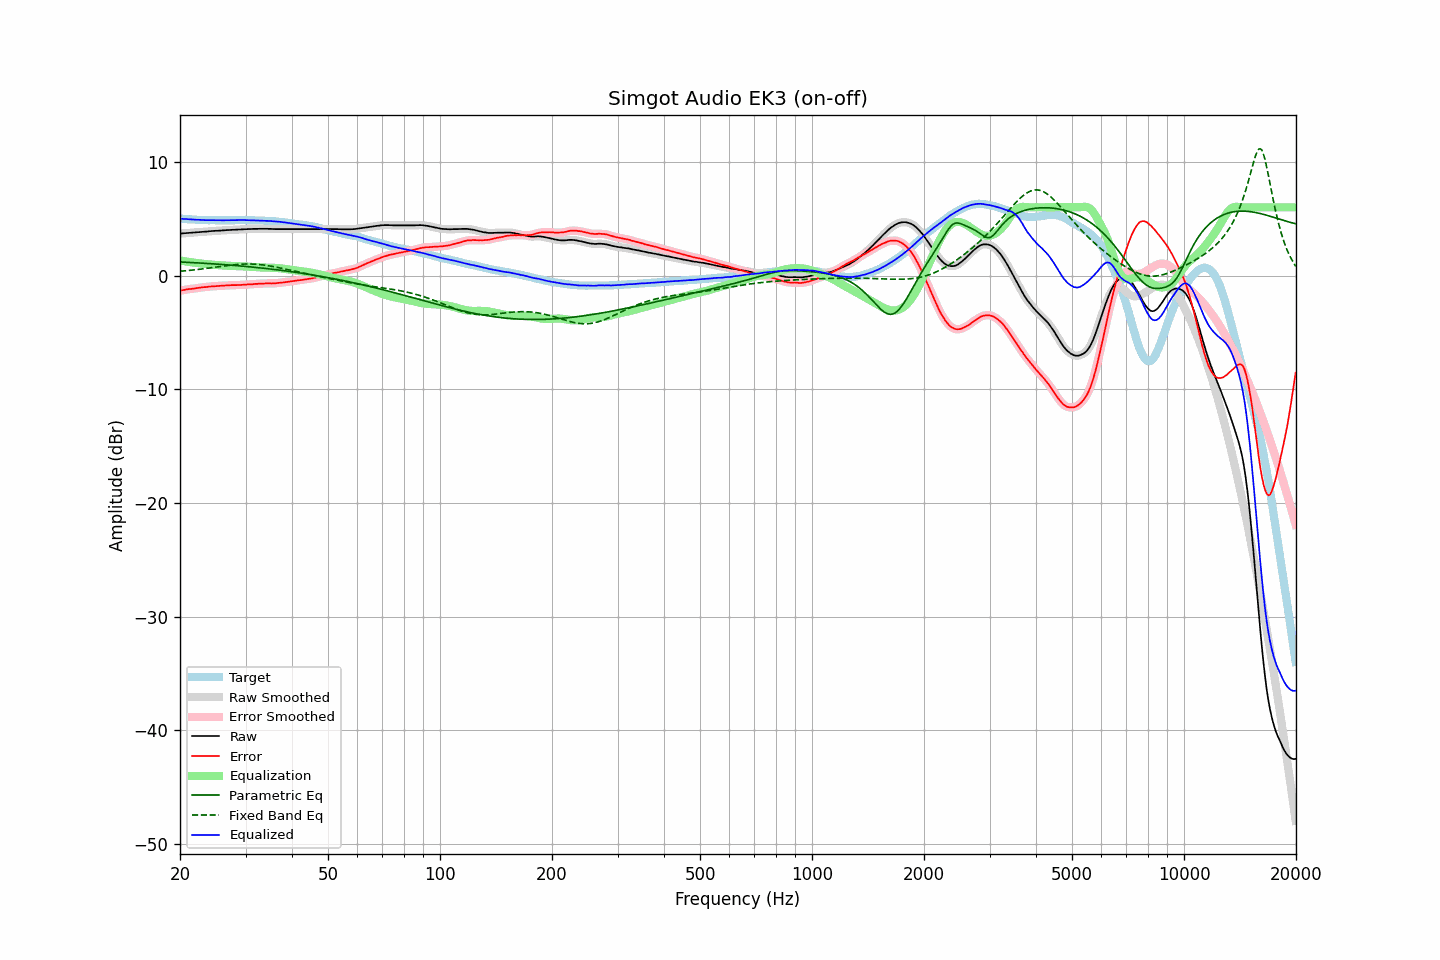 Simgot Audio EK3 (on-off)
Amplitude (dBr)
10
0
−10
−20
−30
−40
−50
Target
Raw Smoothed
Error Smoothed
Raw
Error
Equalization
Parametric Eq
Fixed Band Eq
Equalized
20
50
100
200
500
1000
2000
5000
10000
20000
Frequency (Hz)